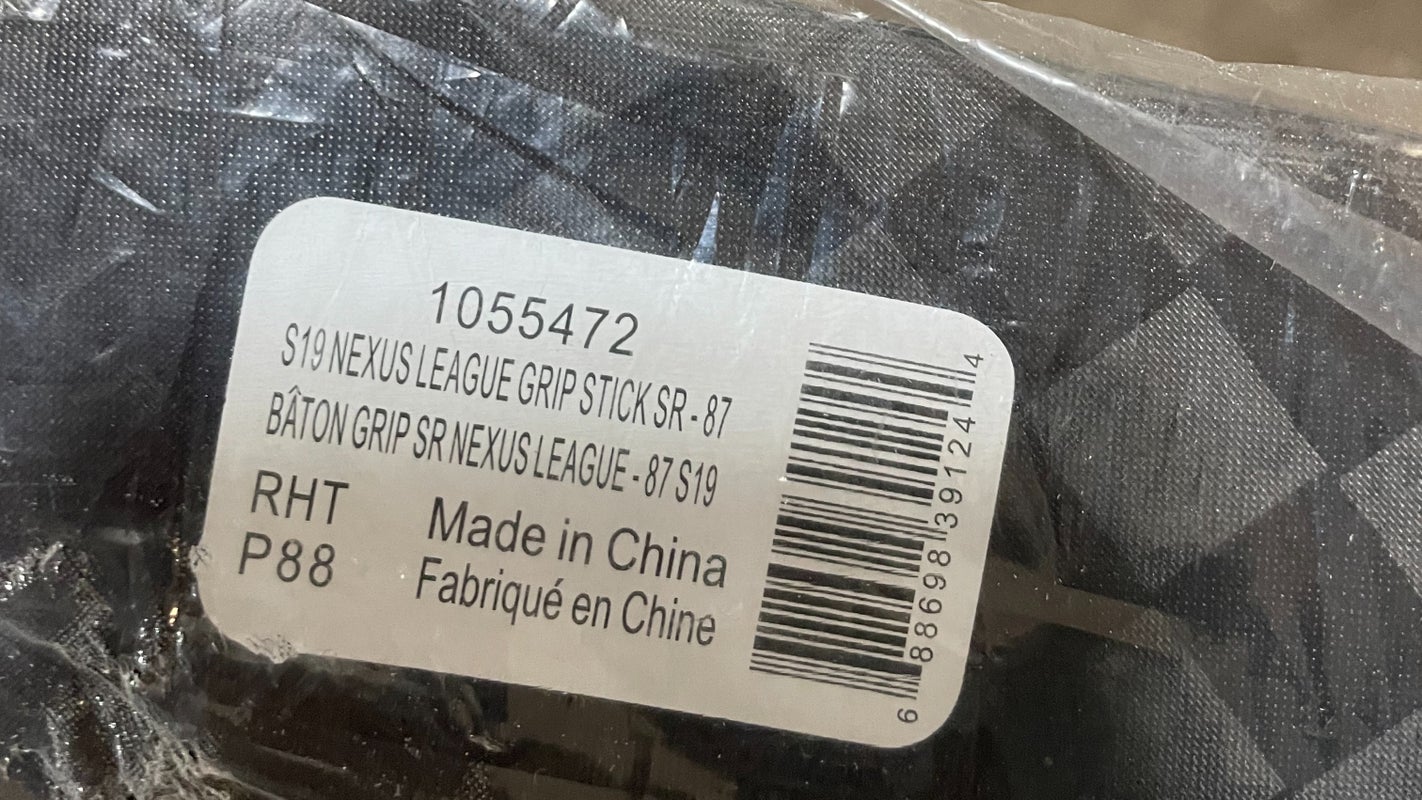 1055472
S19 NEXUS LEAGUE GRIP STICK SR - 87
BÂTON GRIP SR NEXUS LEAGUE - 87 S19
RHT
P88
Made in China
Fabriqué en Chine
6 88698 39124 4